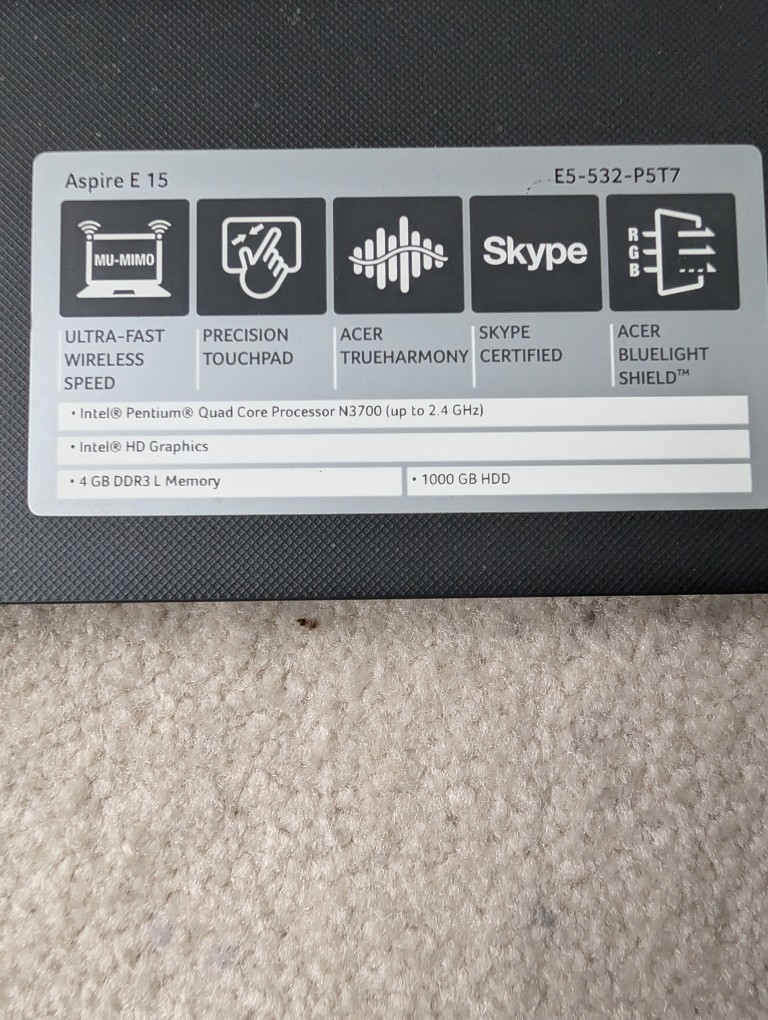 Aspire E 15
E5-532-P5T7
MU-MIMO
Skype
R
G
B
ULTRA-FAST
WIRELESS
SPEED
PRECISION
TOUCHPAD
ACER
TRUEHARMONY
SKYPE
CERTIFIED
ACER
BLUELIGHT
SHIELD™
• Intel® Pentium® Quad Core Processor N3700 (up to 2.4 GHz)
• Intel® HD Graphics
• 4 GB DDR3 L Memory
• 1000 GB HDD